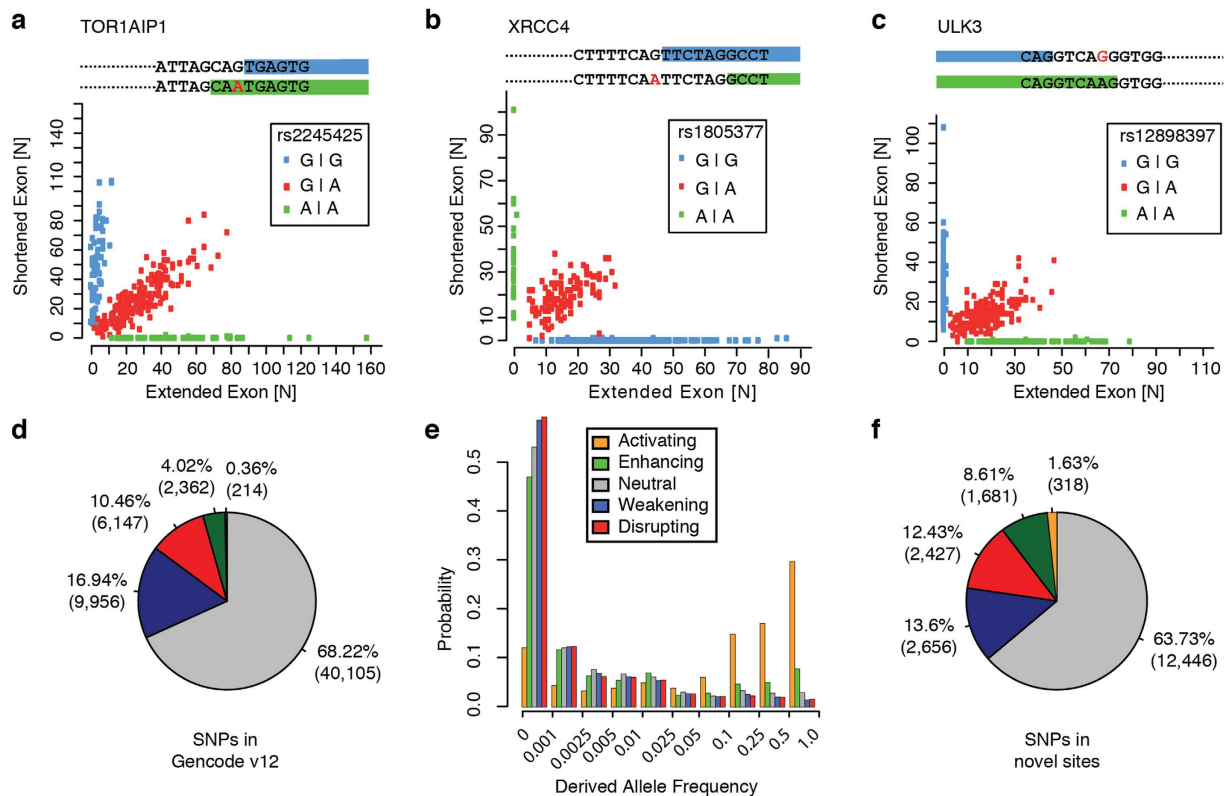 a TOR1AIP1
ATTAGCAGTGAGTG
ATTAGCAATGAGTG
Shortened Exon [N]
140
110
80
60
40
20
0
rs2245425
G | G
G | A
A | A
0 20 40 60 80 100 120 140 160
Extended Exon [N]
b XRCC4
CTTTTCAGTTCTAGGCCT
CTTTTCAATTCTAGGCCT
Shortened Exon [N]
90
70
50
30
10
0
rs1805377
G | G
G | A
A | A
0 10 20 30 40 50 60 70 80 90
Extended Exon [N]
c ULK3
CAGGTCAGGGTGG
CAGGTCAAGGTGG
Shortened Exon [N]
100
80
60
40
20
0
rs12898397
G | G
G | A
A | A
0 10 30 50 70 90 110
Extended Exon [N]
d
4.02%
(2,362)
0.36%
(214)
10.46%
(6,147)
16.94%
(9,956)
68.22%
(40,105)
SNPs in
Gencode v12
e
Activating
Enhancing
Neutral
Weakening
Disrupting
Probability
0.5
0.4
0.3
0.2
0.1
0.0
0 0.001 0.0025 0.005 0.01 0.025 0.05 0.1 0.25 0.5 1.0
Derived Allele Frequency
f
8.61%
(1,681)
1.63%
(318)
12.43%
(2,427)
13.6%
(2,656)
63.73%
(12,446)
SNPs in
novel sites